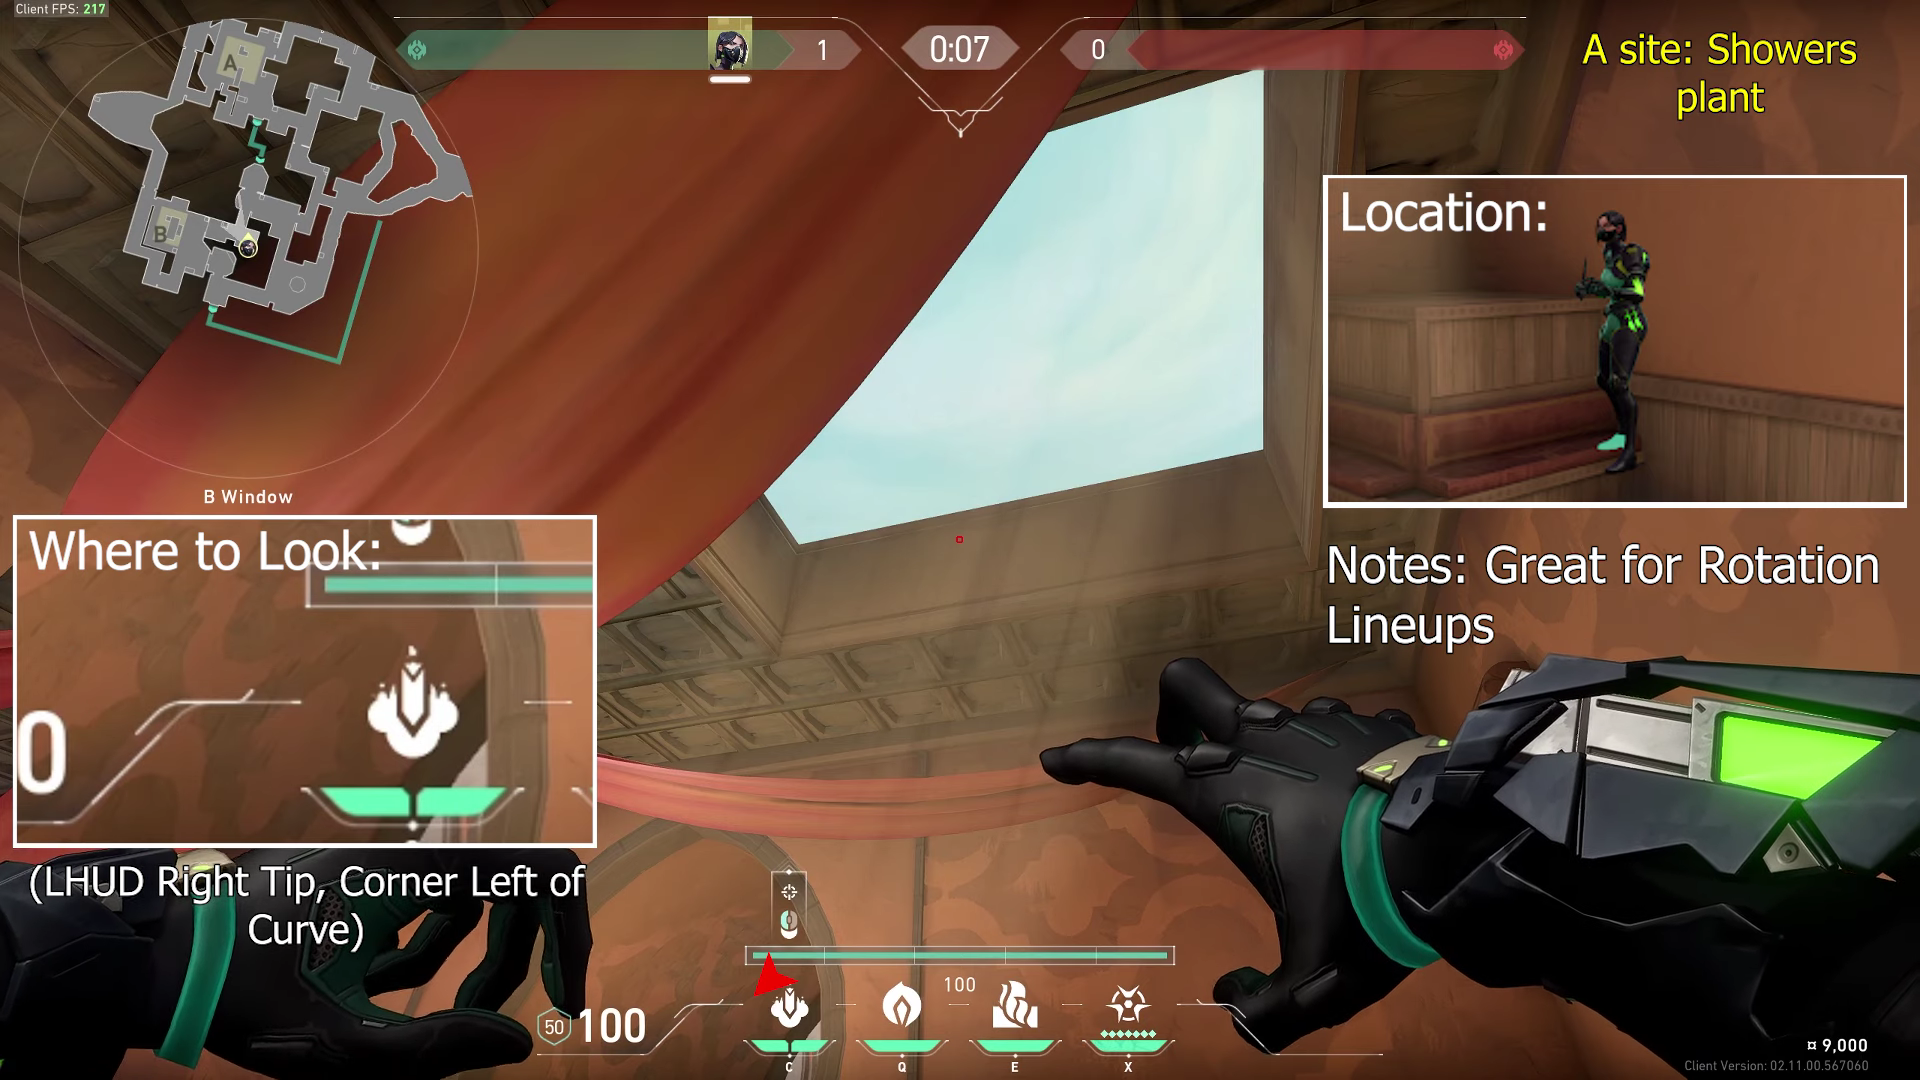 Client FPS: 217
A
B
1
0:07
0
A site: Showers
plant
Location:
B Window
Where to Look:
0
Notes: Great for Rotation
Lineups
(LHUD Right Tip, Corner Left of
Curve)
50
100
100
C
Q
E
X
¤ 9,000
Client Version: 02.11.00.567060